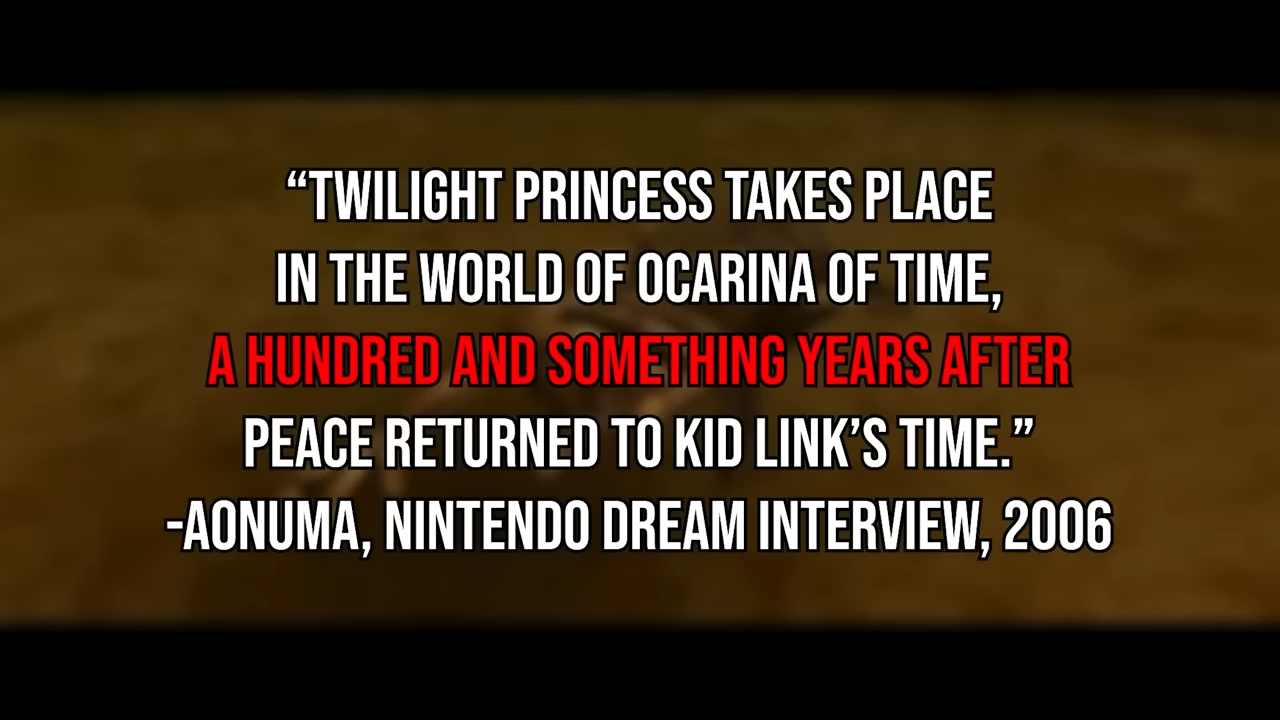 “TWILIGHT PRINCESS TAKES PLACE
IN THE WORLD OF OCARINA OF TIME,
A HUNDRED AND SOMETHING YEARS AFTER
PEACE RETURNED TO KID LINK’S TIME.”
-AONUMA, NINTENDO DREAM INTERVIEW, 2006